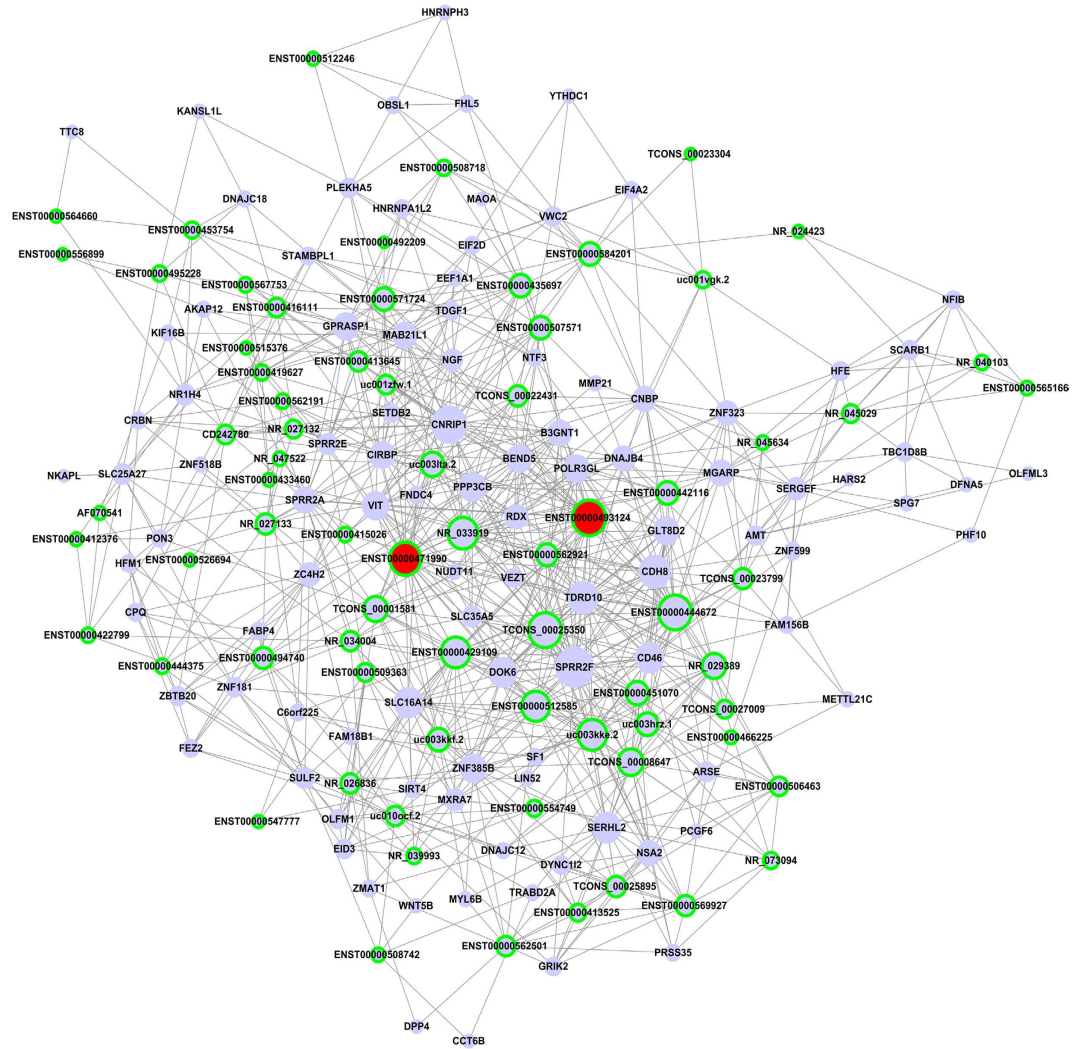 HNRNPH3
ENST00000512246
YTHDC1
OBSL1
FHL5
KANSL1L
TTC8
TCONS_00023304
ENST00000508718
PLEKHA5
EIF4A2
DNAJC18
MAOA
HNRNPA1L2
VWC2
ENST00000564660
ENST00000453754
NR_024423
ENST00000492209
EIF2D
ENST00000556899
STAMBPL1
ENST00000584201
ENST00000495228
EEF1A1
uc001vgk.2
ENST00000567753
ENST00000435697
ENST00000571724
NFIB
AKAP12
ENST00000416111
TDGF1
GPRASP1
ENST00000507571
KIF16B
MAB21L1
SCARB1
ENST00000515376
NTF3
NGF
ENST00000413645
NR_040103
ENST00000419627
HFE
uc001zfw.1
MMP21
ENST00000565166
NR1H4
TCONS_00022431
CNBP
ENST00000562191
SETDB2
ZNF323
NR_045029
CRBN
CNRIP1
NR_027132
B3GNT1
CD242780
SPRR2E
NR_045634
TBC1D8B
CIRBP
NR_047522
BEND5
DNAJB4
ZNF518B
uc003lta.2
POLR3GL
MGARP
NKAPL
SLC25A27
OLFML3
ENST00000433460
HARS2
DFNA5
PPP3CB
SERGEF
FNDC4
ENST00000442116
SPRR2A
SPG7
VIT
AF070541
RDX
ENST00000493124
NR_027133
ENST00000412376
ENST00000415026
NR_033919
GLT8D2
AMT
PHF10
PON3
ENST00000526694
ENST00000562921
ZNF599
ENST00000471990
HFM1
ZC4H2
NUDT11
VEZT
CDH8
TCONS_00023799
TDRD10
CPQ
TCONS_00001581
ENST00000444672
SLC35A5
FAM156B
ENST00000422799
FABP4
TCONS_00025350
NR_034004
ENST00000429109
ENST00000494740
CD46
ENST00000444375
SPRR2F
NR_029389
ENST00000509363
DOK6
ZNF181
ZBTB20
SLC16A14
ENST00000451070
METTL21C
ENST00000512585
TCONS_00027009
C6orf225
uc003hrz.1
FAM18B1
uc003kkf.2
uc003kke.2
ENST00000466225
FEZ2
SF1
TCONS_00008647
ZNF385B
ARSE
SULF2
LIN52
NR_026836
SIRT4
ENST00000506463
MXRA7
ENST00000554749
uc010ocf.2
ENST00000547777
OLFM1
SERHL2
PCGF6
EID3
DNAJC12
NSA2
NR_039993
NR_073094
DYNC1I2
ZMAT1
TCONS_00025895
TRABD2A
MYL6B
WNT5B
ENST00000569927
ENST00000413525
ENST00000562501
PRSS35
ENST00000508742
GRIK2
DPP4
CCT6B